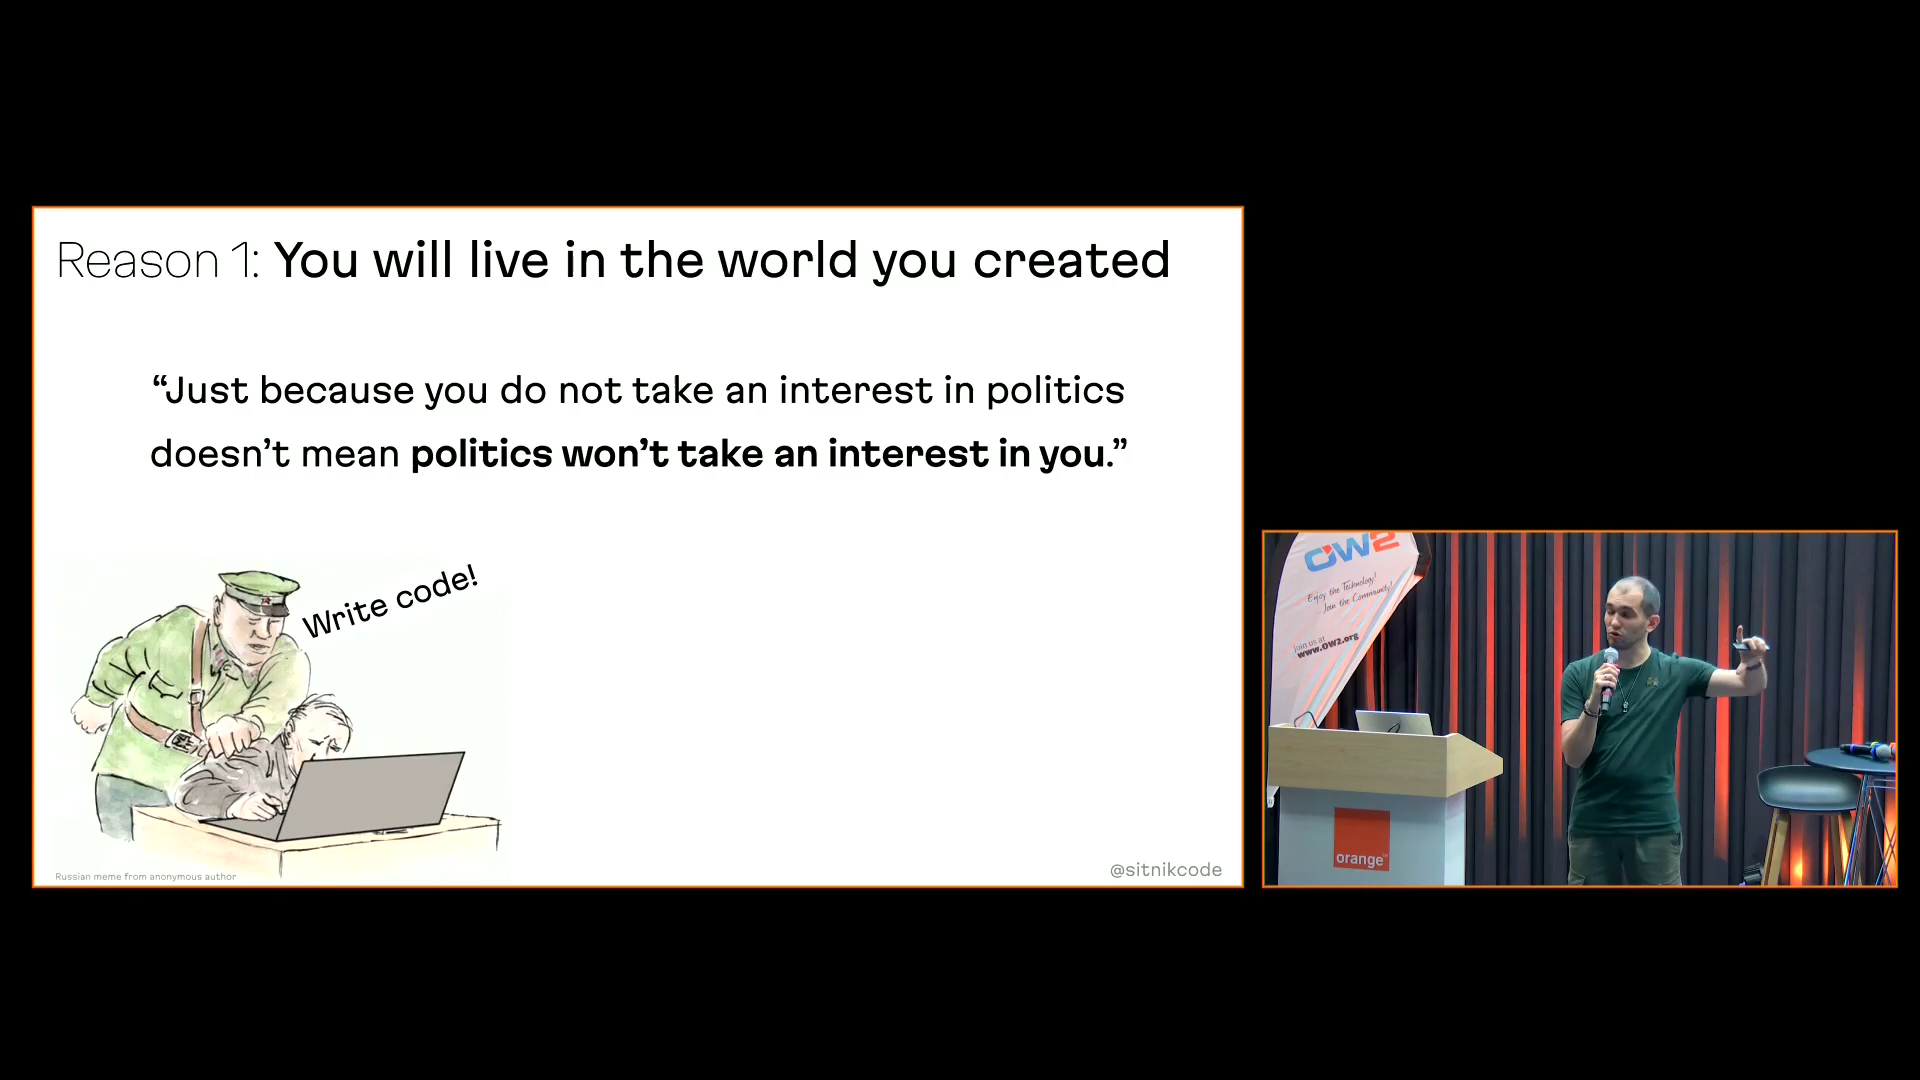 Reason 1: You will live in the world you created
“Just because you do not take an interest in politics
doesn’t mean politics won’t take an interest in you.”
Write code!
Russian meme from anonymous author
@sitnikcode
OW2
Enjoy the Technology!
Join the Community!
Join us at
www.OW2.org
orange™